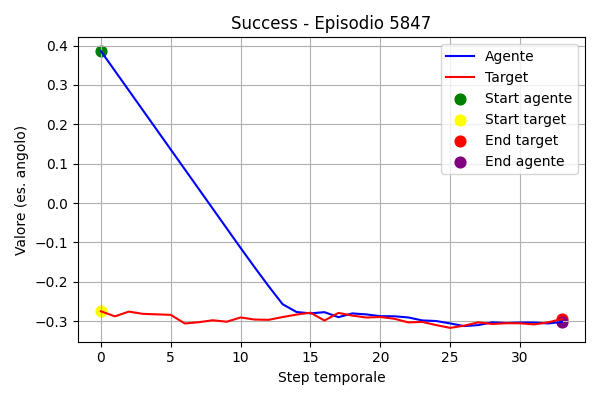 Success - Episodio 5847
Valore (es. angolo)
0.4
0.3
0.2
0.1
0.0
−0.1
−0.2
−0.3
Agente
Target
Start agente
Start target
End target
End agente
0 5 10 15 20 25 30
Step temporale